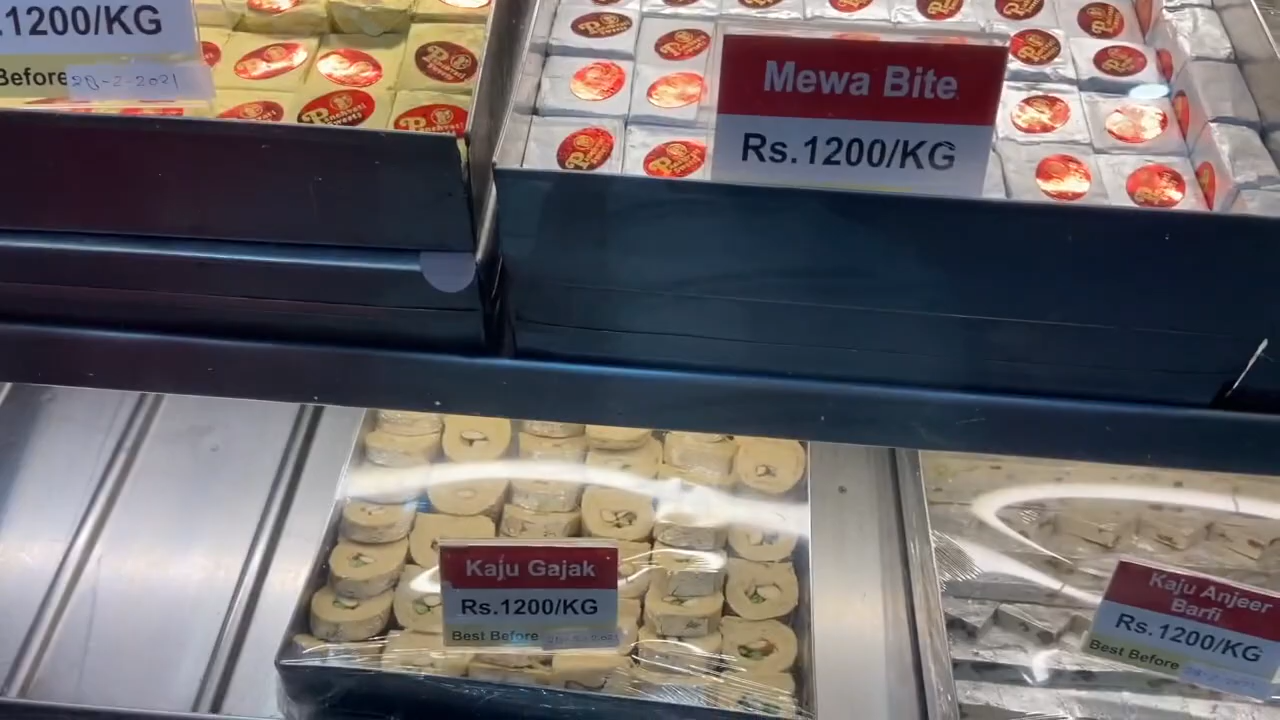 .1200/KG
Before 28-2-2021
Mewa Bite
Rs.1200/KG
Kaju Gajak
Rs.1200/KG
Best Before
Kaju Anjeer
Barfi
Rs.1200/KG
Best Before